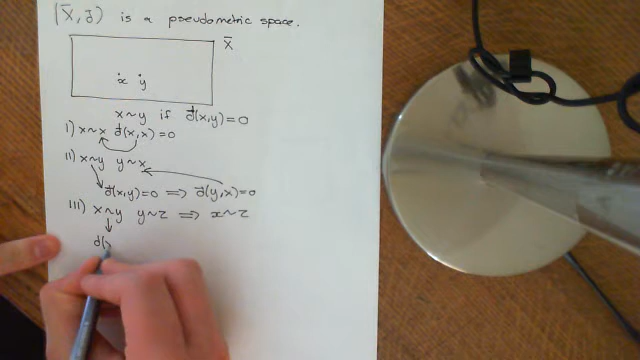 (X̄, d̄) is a pseudometric space.
X̄
x y
x~y if d̄(x,y)=0
I) x~x d̄(x,x)=0
II) x~y y~x
d̄(x,y)=0 ⟹ d̄(y,x)=0
III) x~y y~z ⟹ x~z
d(